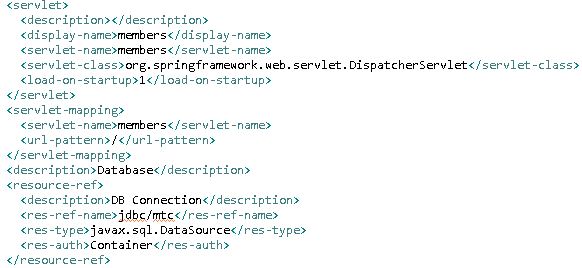 <servlet>
<description></description>
<display-name>members</display-name>
<servlet-name>members</servlet-name>
<servlet-class>org.springframework.web.servlet.DispatcherServlet</servlet-class>
<load-on-startup>1</load-on-startup>
</servlet>
<servlet-mapping>
<servlet-name>members</servlet-name>
<url-pattern>/</url-pattern>
</servlet-mapping>
<description>Database</description>
<resource-ref>
<description>DB Connection</description>
<res-ref-name>jdbc/mtc</res-ref-name>
<res-type>javax.sql.DataSource</res-type>
<res-auth>Container</res-auth>
</resource-ref>